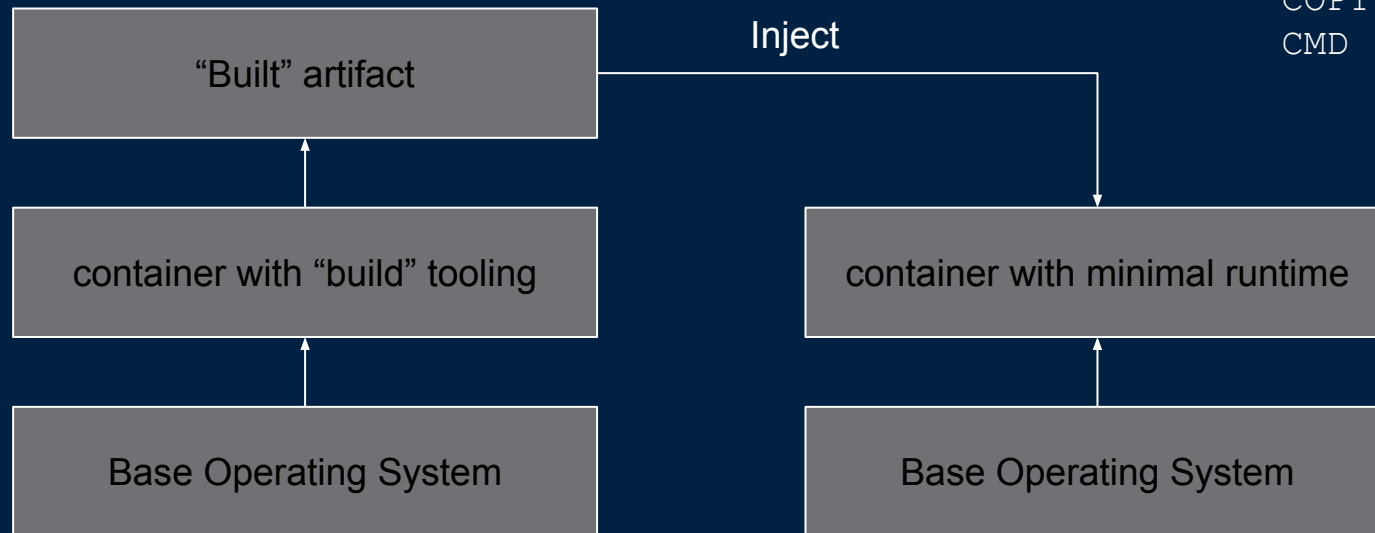 CMD
Inject
“Built” artifact
container with “build” tooling
container with minimal runtime
Base Operating System
Base Operating System